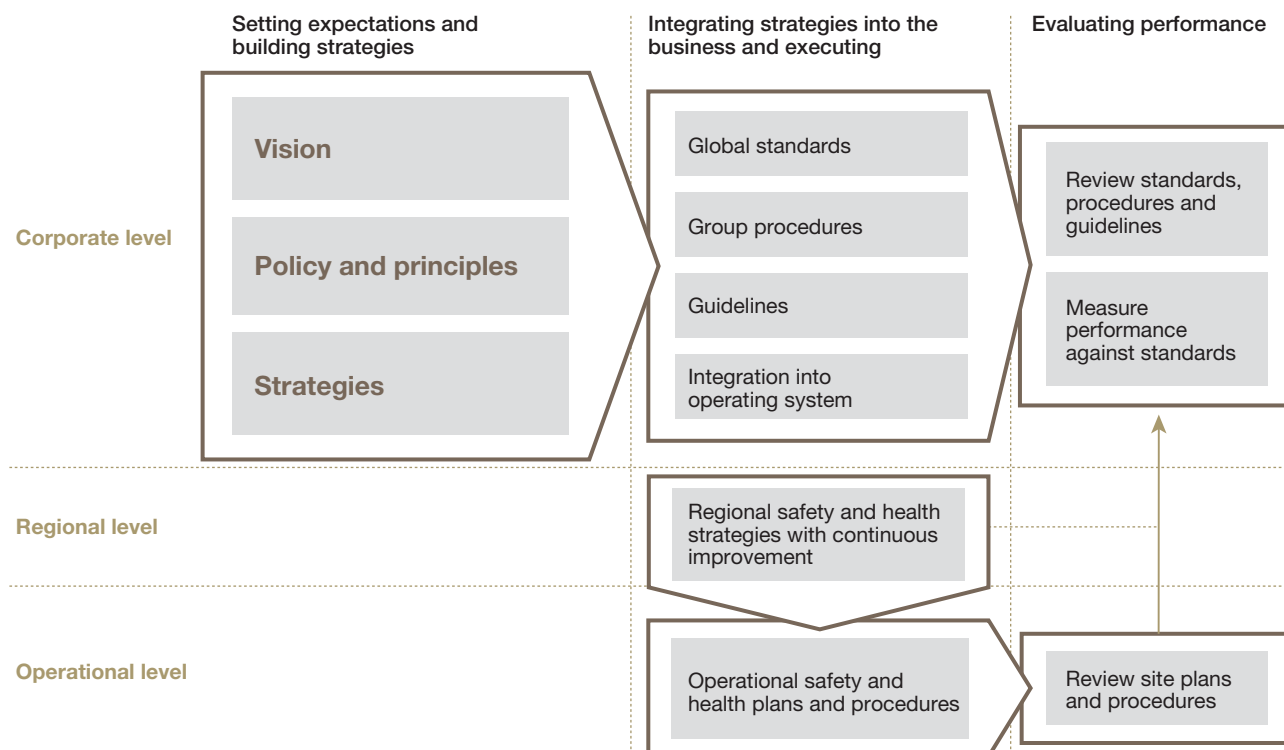 Setting expectations and
building strategies
Integrating strategies into the
business and executing
Evaluating performance
Corporate level
Vision
Policy and principles
Strategies
Global standards
Group procedures
Guidelines
Integration into
operating system
Review standards,
procedures and
guidelines
Measure
performance
against standards
Regional level
Regional safety and health
strategies with continuous
improvement
Operational level
Operational safety and
health plans and procedures
Review site plans
and procedures